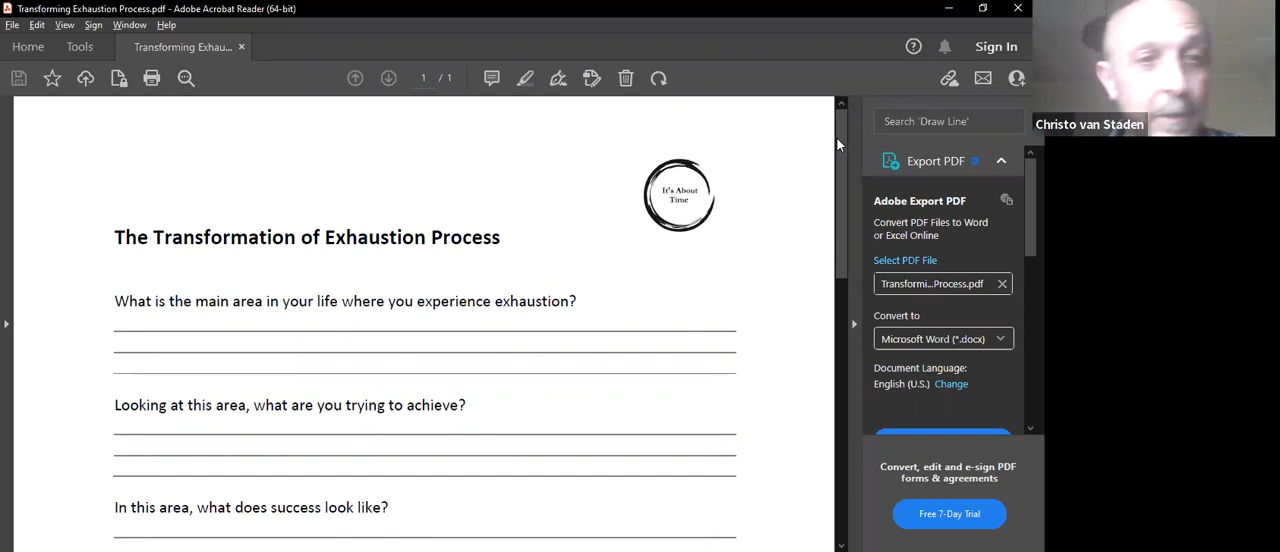 Transforming Exhaustion Process.pdf - Adobe Acrobat Reader (64-bit)
File Edit View Sign Window Help
Home Tools Transforming Exhau... × Sign In
1 / 1
Search 'Draw Line'
Christo van Staden
Export PDF
It's About
Time
Adobe Export PDF
Convert PDF Files to Word
or Excel Online
The Transformation of Exhaustion Process
Select PDF File
Transformi...Process.pdf
What is the main area in your life where you experience exhaustion?
Convert to
Microsoft Word (*.docx)
Document Language:
English (U.S.) Change
Looking at this area, what are you trying to achieve?
Convert, edit and e-sign PDF
forms & agreements
In this area, what does success look like?
Free 7-Day Trial